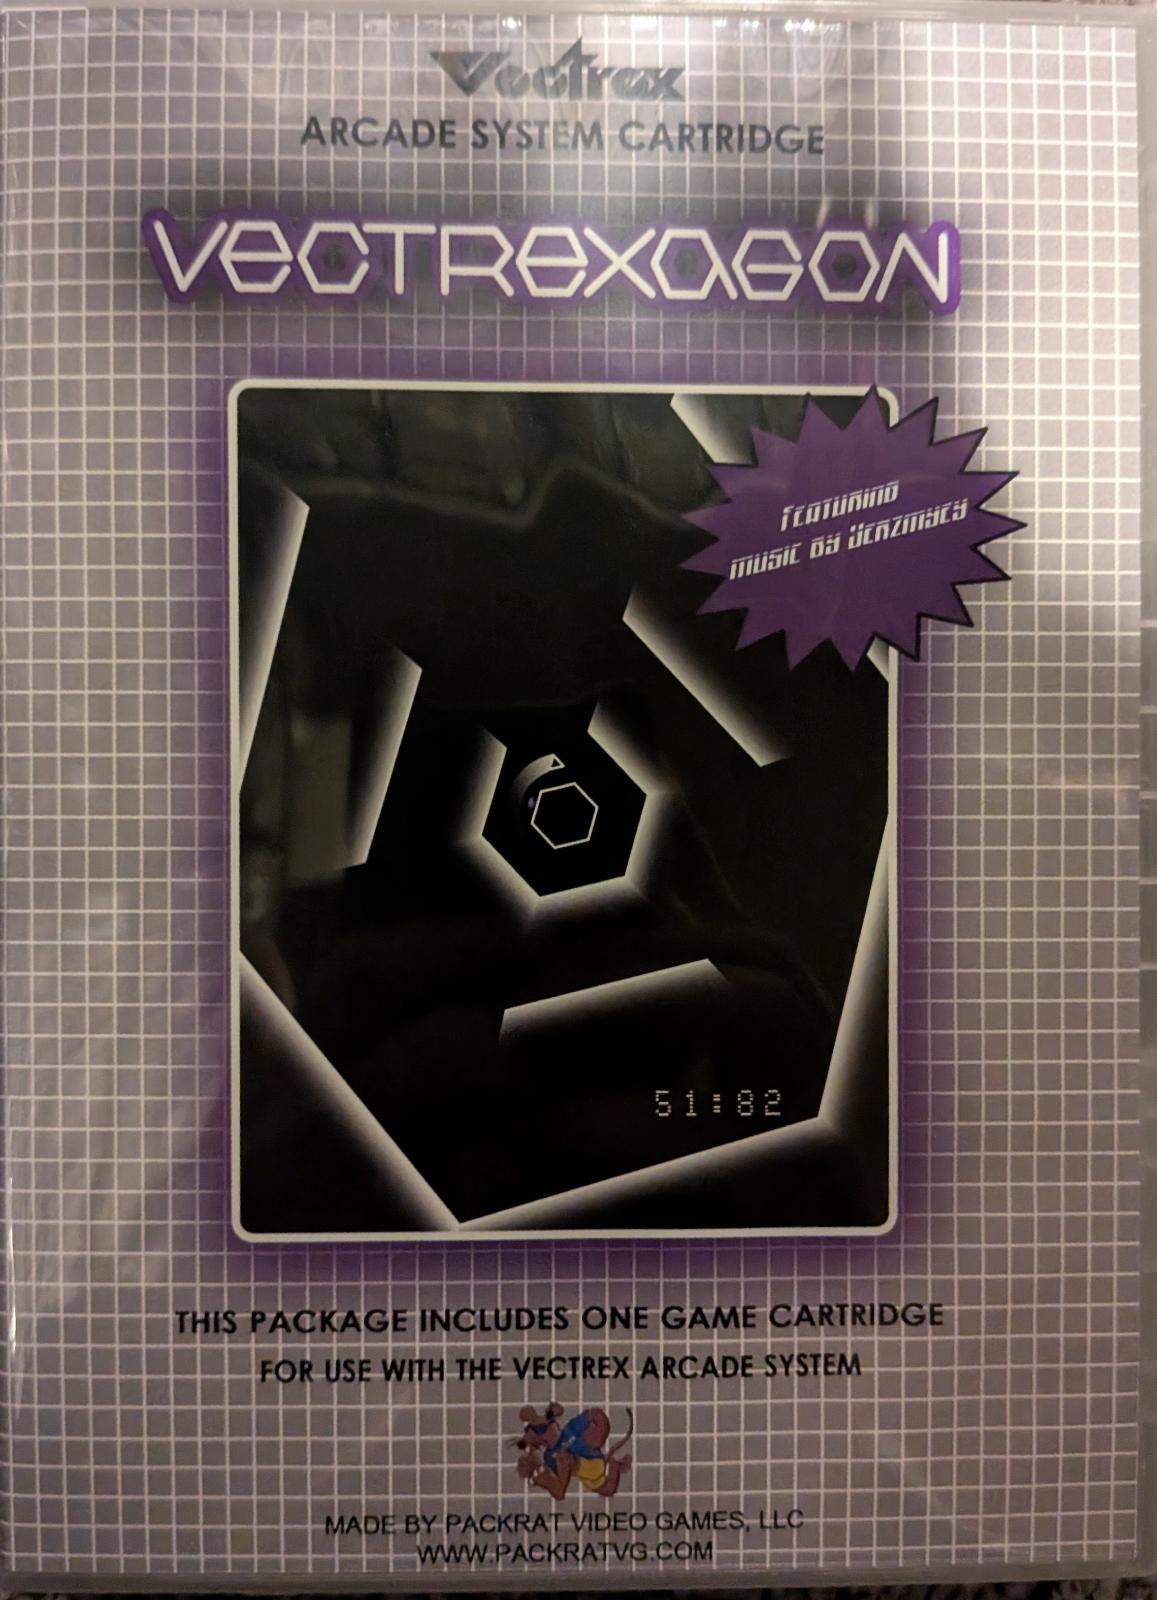 Vectrex
ARCADE SYSTEM CARTRIDGE
VECTREXAGON
FEATURING
MUSIC BY JENZMYCY
51:82
THIS PACKAGE INCLUDES ONE GAME CARTRIDGE
FOR USE WITH THE VECTREX ARCADE SYSTEM
MADE BY PACKRAT VIDEO GAMES, LLC
WWW.PACKRATVG.COM